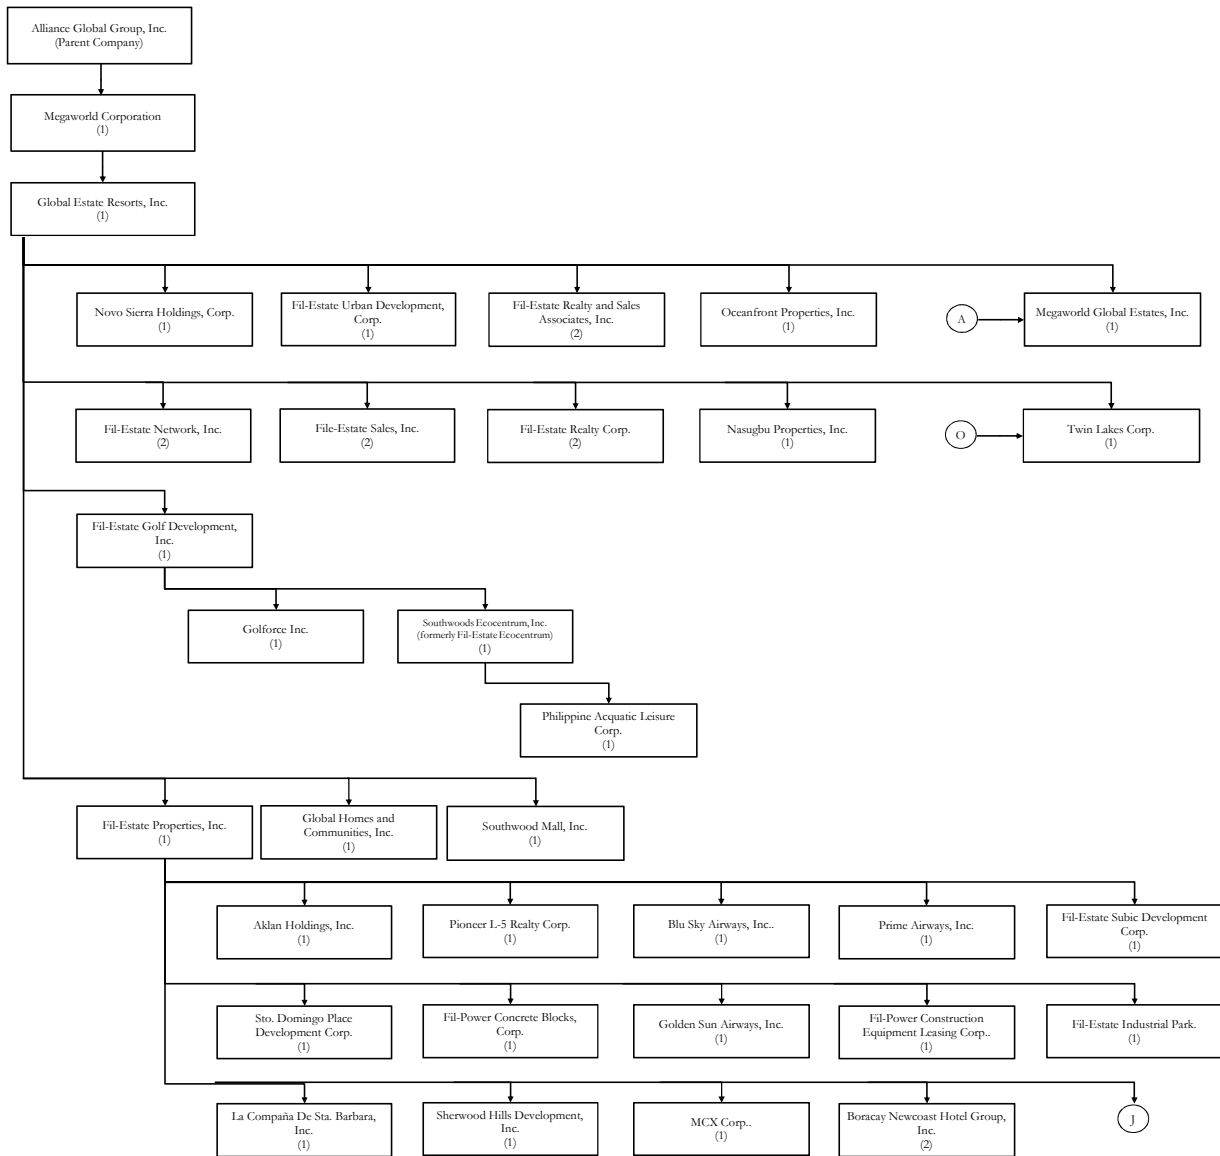 Alliance Global Group, Inc.
(Parent Company)
Megaworld Corporation
(1)
Global Estate Resorts, Inc.
(1)
Novo Sierra Holdings, Corp.
(1)
Fil-Estate Urban Development,
Corp.
(1)
Fil-Estate Realty and Sales
Associates, Inc.
(2)
Oceanfront Properties, Inc.
(1)
A
Megaworld Global Estates, Inc.
(1)
Fil-Estate Network, Inc.
(2)
File-Estate Sales, Inc.
(2)
Fil-Estate Realty Corp.
(2)
Nasugbu Properties, Inc.
(1)
O
Twin Lakes Corp.
(1)
Fil-Estate Golf Development,
Inc.
(1)
Golforce Inc.
(1)
Southwoods Ecocentrum, Inc.
(formerly Fil-Estate Ecocentrum)
(1)
Philippine Acquatic Leisure
Corp.
(1)
Fil-Estate Properties, Inc.
(1)
Global Homes and
Communities, Inc.
(1)
Southwood Mall, Inc.
(1)
Aklan Holdings, Inc.
(1)
Pioneer L-5 Realty Corp.
(1)
Blu Sky Airways, Inc..
(1)
Prime Airways, Inc.
(1)
Fil-Estate Subic Development
Corp.
(1)
Sto. Domingo Place
Development Corp.
(1)
Fil-Power Concrete Blocks,
Corp.
(1)
Golden Sun Airways, Inc.
(1)
Fil-Power Construction
Equipment Leasing Corp..
(1)
Fil-Estate Industrial Park.
(1)
La Compaña De Sta. Barbara,
Inc.
(1)
Sherwood Hills Development,
Inc.
(1)
MCX Corp..
(1)
Boracay Newcoast Hotel Group,
Inc.
(2)
J